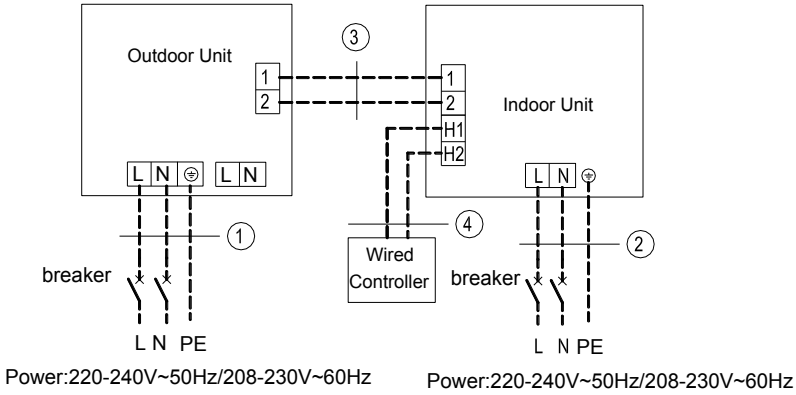 Outdoor Unit
1
2
L N ⏚ L N
3
Indoor Unit
1
2
H1
H2
L N ⏚
1
breaker
L N PE
Power:220-240V~50Hz/208-230V~60Hz
4
Wired
Controller
2
breaker
L N PE
Power:220-240V~50Hz/208-230V~60Hz